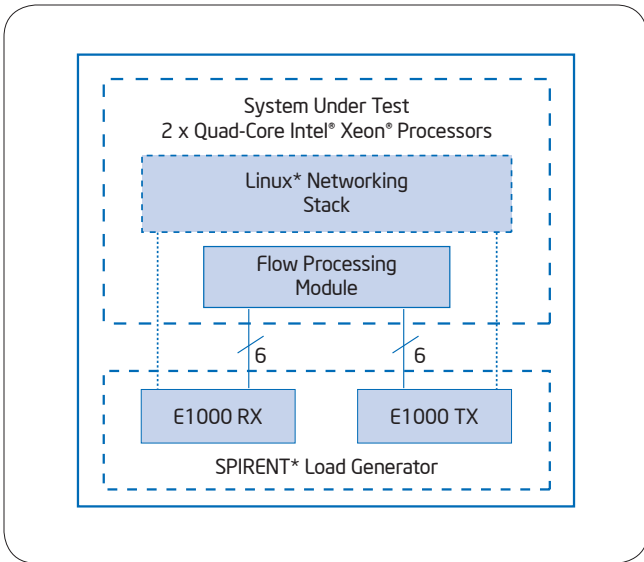 System Under Test
2 x Quad-Core Intel® Xeon® Processors
Linux* Networking
Stack
Flow Processing
Module
6
6
E1000 RX
E1000 TX
SPIRENT* Load Generator